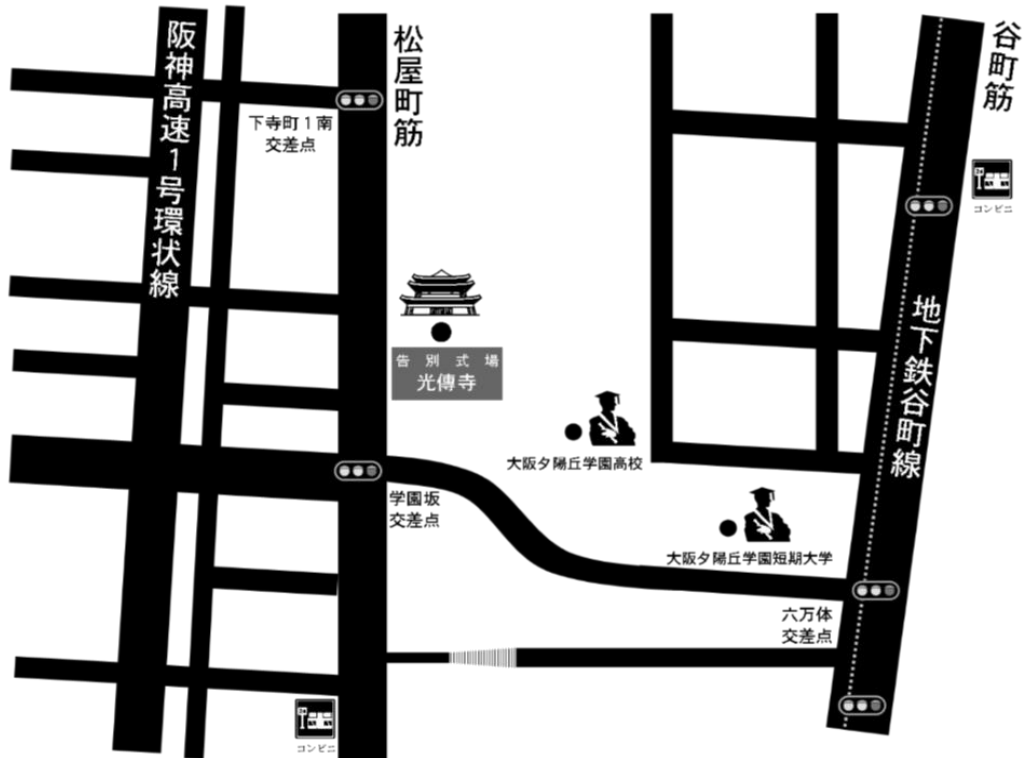 阪神高速1号環状線
松屋町筋
谷町筋
下寺町1南
交差点
コンビニ
告別式場
光傳寺
地下鉄谷町線
大阪夕陽丘学園高校
学園坂
交差点
大阪夕陽丘学園短期大学
六万体
交差点
コンビニ